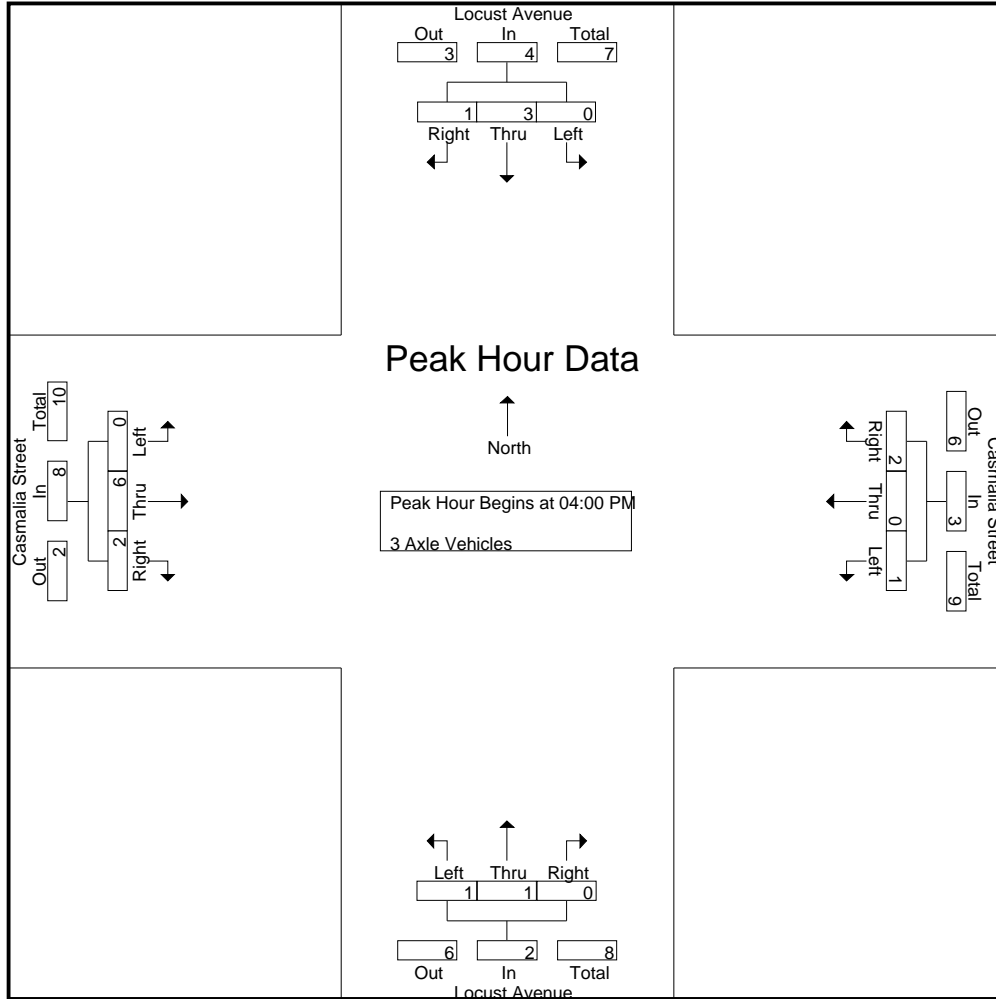 Locust Avenue
Out In Total
3 4 7
1 3 0
Right Thru Left
Peak Hour Data
North
Peak Hour Begins at 04:00 PM
3 Axle Vehicles
Casmalia Street
Total In Out
10 8 2
0 6 2
Left Thru Right
Right Thru Left
2 0 1
Out In Total
6 3 9
Casmalia Street
Left Thru Right
1 1 0
6 2 8
Out In Total
Locust Avenue